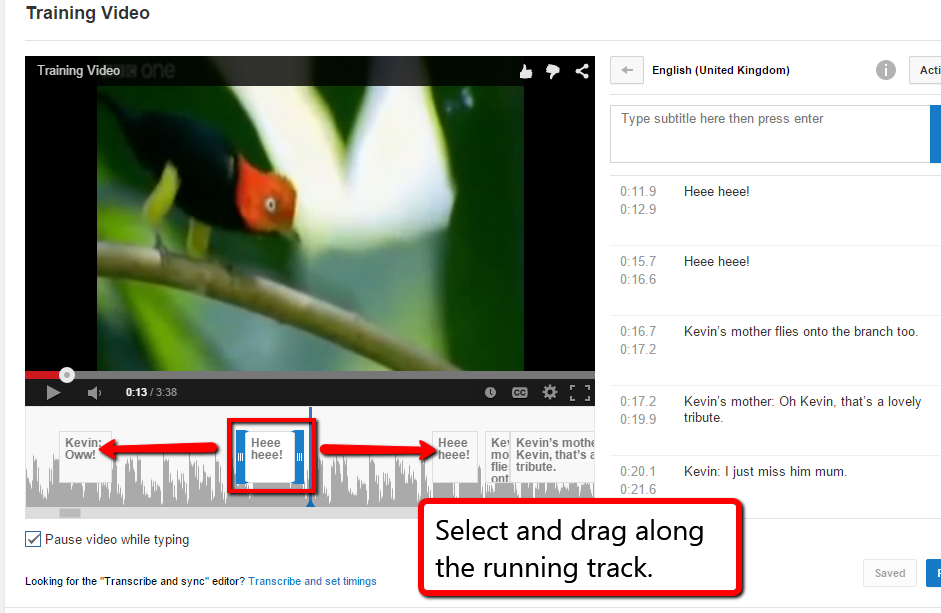 Training Video
Training Video
one
English (United Kingdom)
Acti
Type subtitle here then press enter
0:11.9
0:12.9
Heee heee!
0:15.7
0:16.6
Heee heee!
0:16.7
0:17.2
Kevin's mother flies onto the branch too.
0:17.2
0:19.9
Kevin's mother: Oh Kevin, that's a lovely
tribute.
0:20.1
0:21.6
Kevin: I just miss him mum.
0:13 / 3:38
CC
Kevin:
Oww!
Heee
heee!
Heee
heee!
Kev
mo
flie
ont
Kevin's mothe
Kevin, that's a
tribute.
Select and drag along
the running track.
Pause video while typing
Looking for the "Transcribe and sync" editor? Transcribe and set timings
Saved